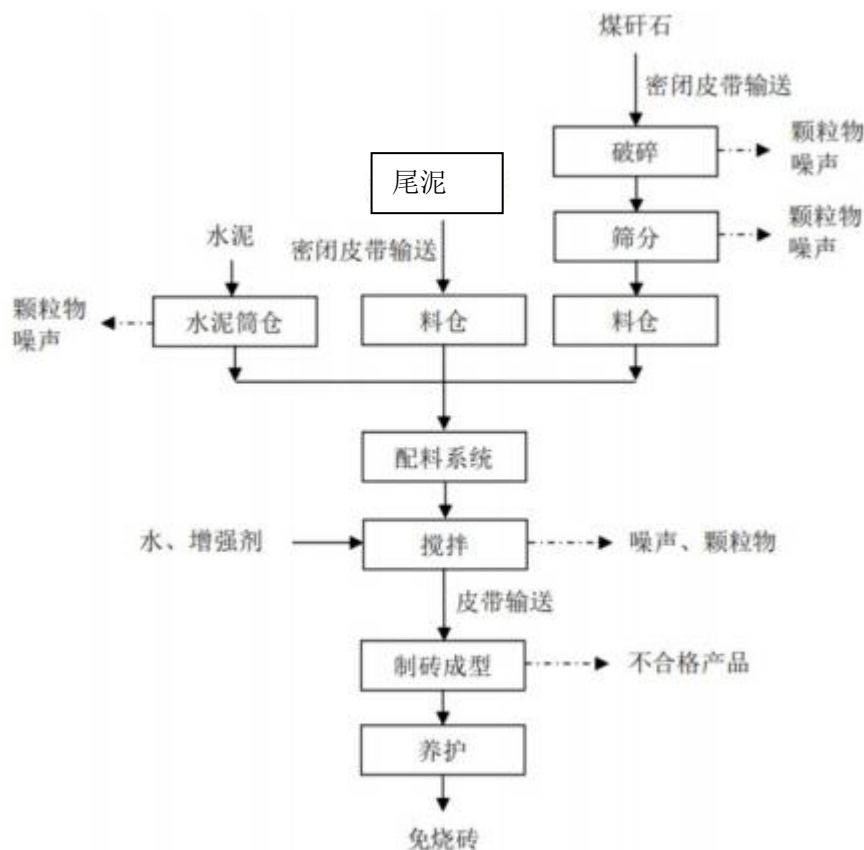 煤矸石
密闭皮带输送
破碎
颗粒物
噪声
尾泥
筛分
颗粒物
噪声
水泥
密闭皮带输送
颗粒物
噪声
水泥筒仓
料仓
料仓
配料系统
水、增强剂
搅拌
噪声、颗粒物
皮带输送
制砖成型
不合格产品
养护
免烧砖